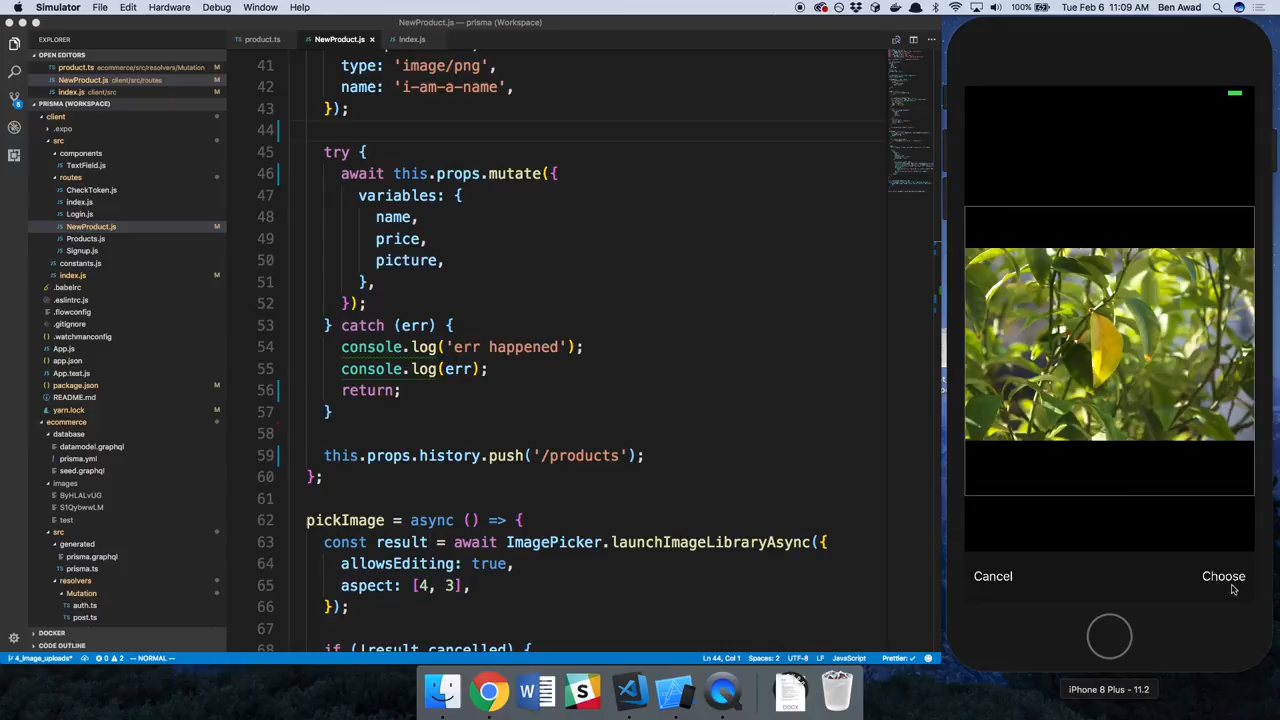 Simulator File Edit Hardware Debug Window Help 100% Tue Feb 6 11:09 AM Ben Awad
NewProduct.js — prisma (Workspace)
EXPLORER product.ts NewProduct.js index.js
OPEN EDITORS
product.ts ecommerce/src/resolvers/Mutation
NewProduct.js client/src/routes M
index.js client/src M
PRISMA (WORKSPACE)
client
.expo
src
components
TextField.js
routes
CheckToken.js
index.js
Login.js
NewProduct.js M
Products.js
Signup.js
constants.js
index.js M
.babelrc
.eslintrc.js
.flowconfig
.gitignore
.watchmanconfig
App.js
app.json
App.test.js
package.json M
README.md
yarn.lock M
ecommerce
database
datamodel.graphql
prisma.yml
seed.graphql
images
ByHLALvUG
S1QybwwLM
test
src
generated
prisma.graphql
prisma.ts
resolvers
Mutation
auth.ts
post.ts
DOCKER
CODE OUTLINE
41 type: 'image/png',
42 name: 'i-am-a-name',
43 });
44
45 try {
46 await this.props.mutate({
47 variables: {
48 name,
49 price,
50 picture,
51 },
52 });
53 } catch (err) {
54 console.log('err happened');
55 console.log(err);
56 return;
57 }
58
59 this.props.history.push('/products');
60 };
61
62 pickImage = async () => {
63 const result = await ImagePicker.launchImageLibraryAsync({
64 allowsEditing: true,
65 aspect: [4, 3],
66 });
67
68 if (!result.cancelled) {
4_image_uploads* 0 2 -- NORMAL -- Ln 44, Col 1 Spaces: 2 UTF-8 LF JavaScript Prettier: ✓
Cancel Choose
iPhone 8 Plus - 11.2
DOCX